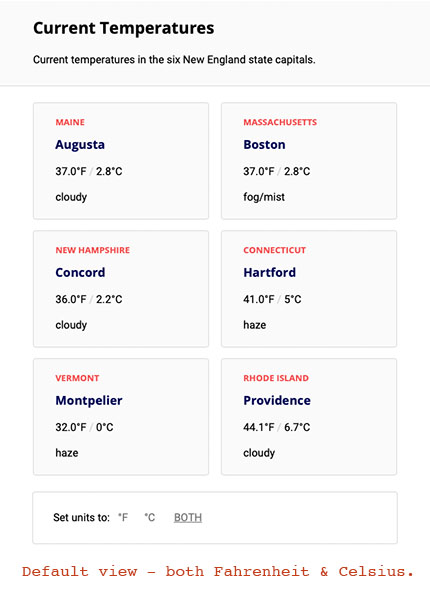 Current Temperatures
Current temperatures in the six New England state capitals.
MAINE
Augusta
37.0°F / 2.8°C
cloudy
MASSACHUSETTS
Boston
37.0°F / 2.8°C
fog/mist
NEW HAMPSHIRE
Concord
36.0°F / 2.2°C
cloudy
CONNECTICUT
Hartford
41.0°F / 5°C
haze
VERMONT
Montpelier
32.0°F / 0°C
haze
RHODE ISLAND
Providence
44.1°F / 6.7°C
cloudy
Set units to: °F °C BOTH
Default view – both Fahrenheit & Celsius.